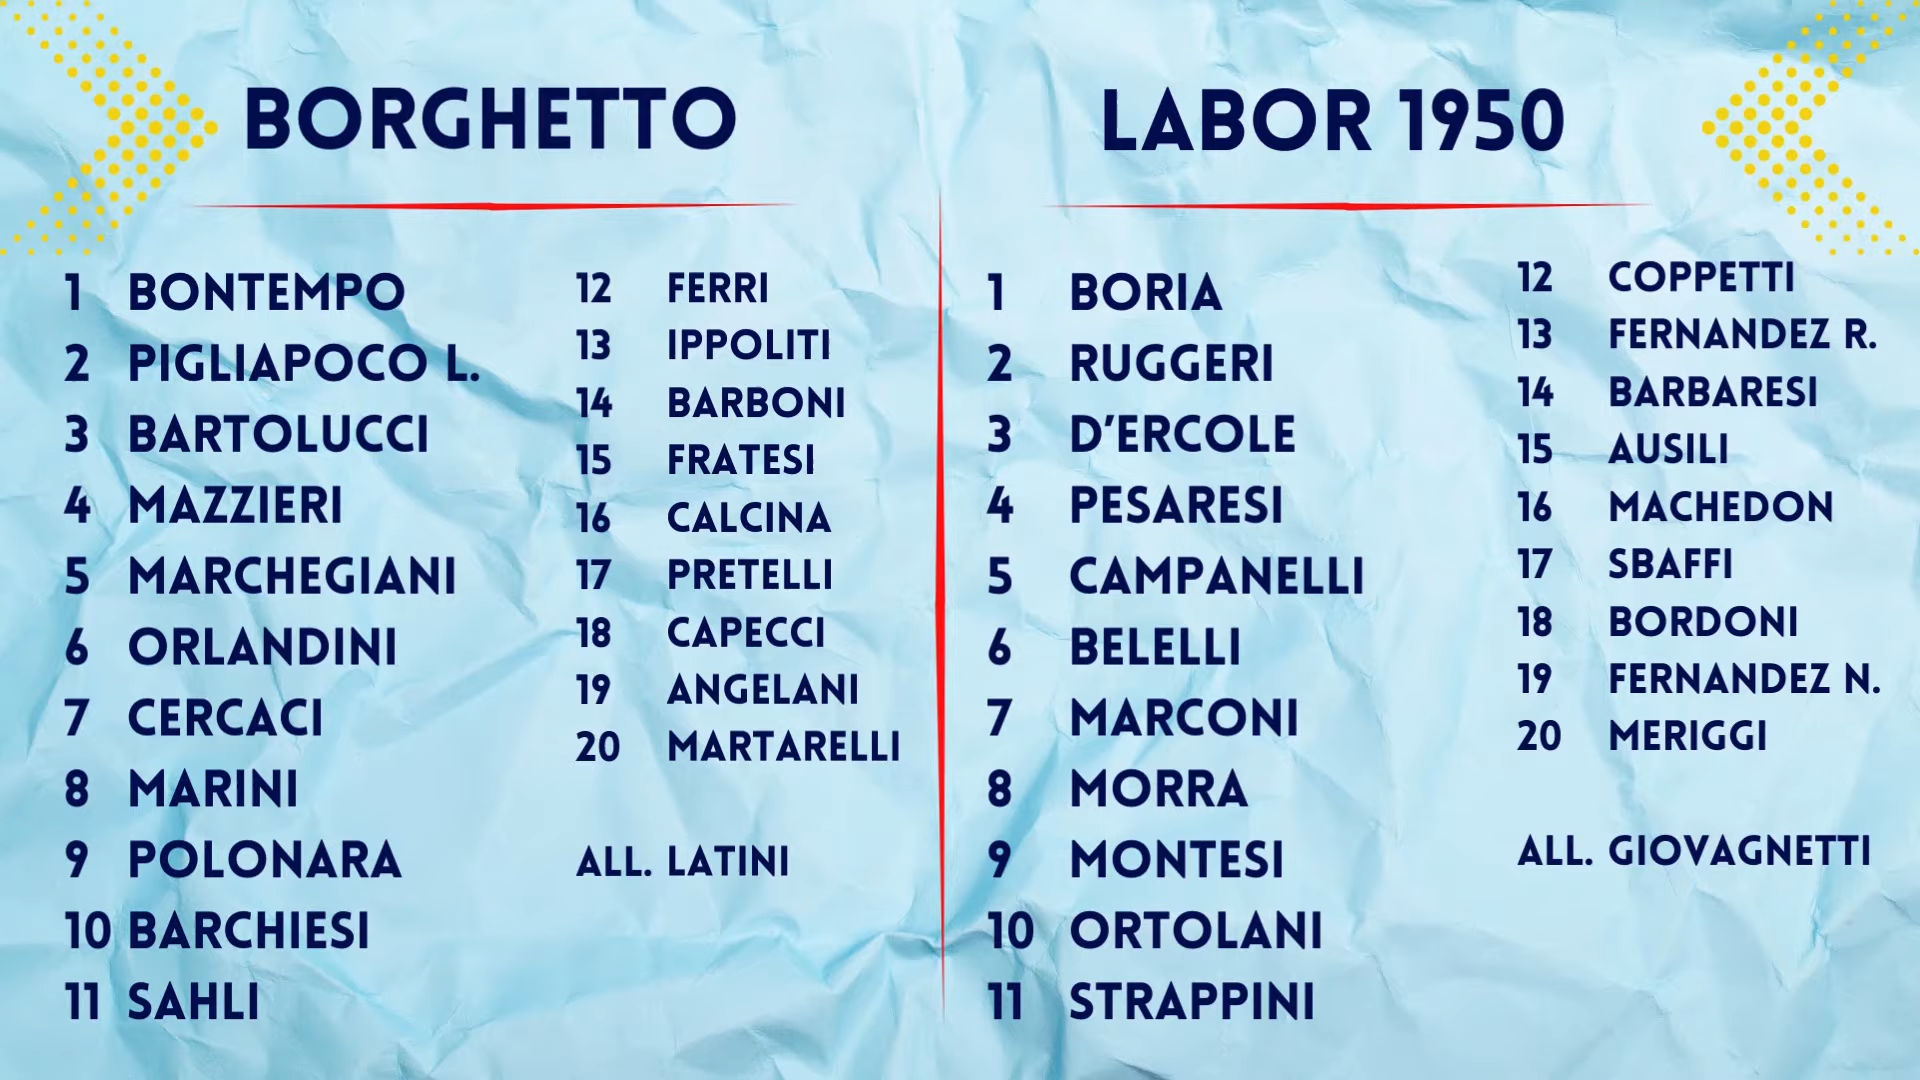 BORGHETTO
1 BONTEMPO
2 PIGLIAPOCO L.
3 BARTOLUCCI
4 MAZZIERI
5 MARCHEGIANI
6 ORLANDINI
7 CERCACI
8 MARINI
9 POLONARA
10 BARCHIESI
11 SAHLI
12 FERRI
13 IPPOLITI
14 BARBONI
15 FRATESI
16 CALCINA
17 PRETELLI
18 CAPECCI
19 ANGELANI
20 MARTARELLI
ALL. LATINI
LABOR 1950
1 BORIA
2 RUGGERI
3 D'ERCOLE
4 PESARESI
5 CAMPANELLI
6 BELELLI
7 MARCONI
8 MORRA
9 MONTESI
10 ORTOLANI
11 STRAPPINI
12 COPPETTI
13 FERNANDEZ R.
14 BARBARESI
15 AUSILI
16 MACHEDON
17 SBAFFI
18 BORDONI
19 FERNANDEZ N.
20 MERIGGI
ALL. GIOVAGNETTI